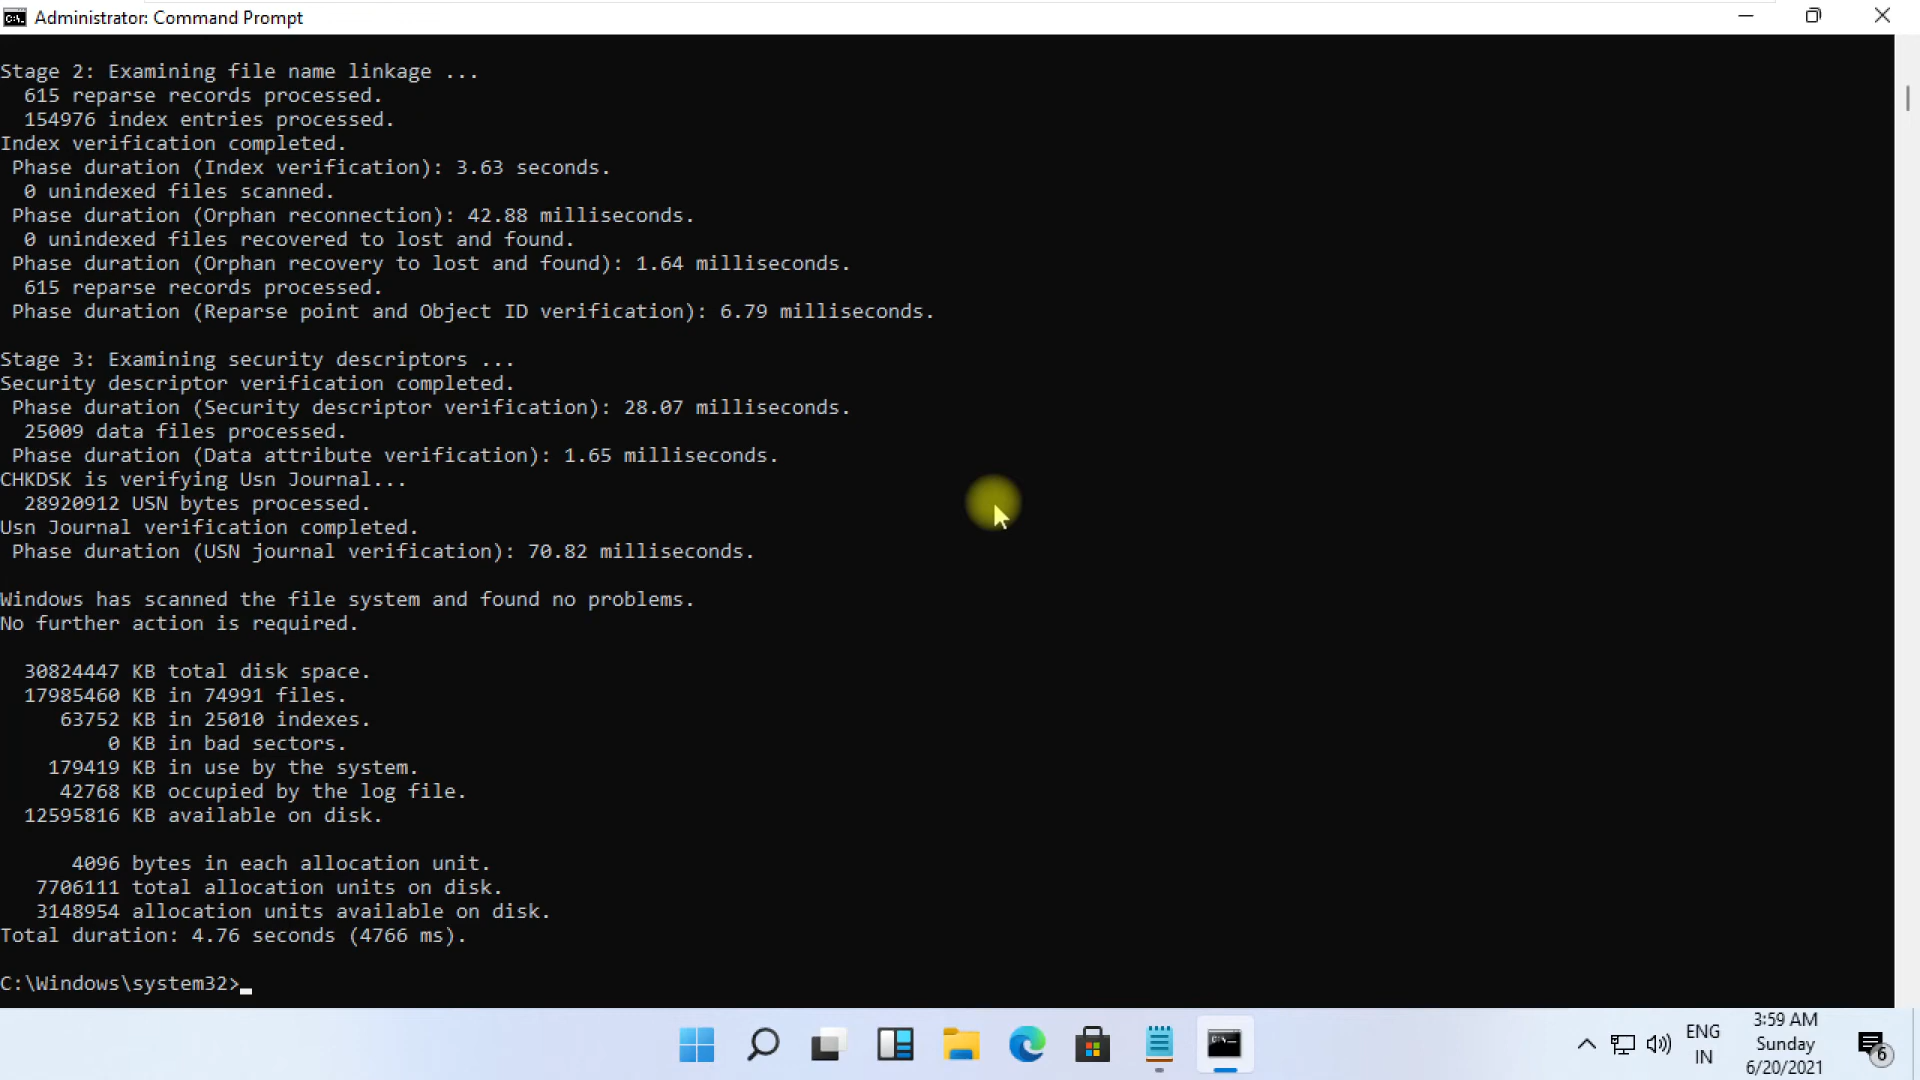 Administrator: Command Prompt
Stage 2: Examining file name linkage ...
615 reparse records processed.
154976 index entries processed.
Index verification completed.
Phase duration (Index verification): 3.63 seconds.
0 unindexed files scanned.
Phase duration (Orphan reconnection): 42.88 milliseconds.
0 unindexed files recovered to lost and found.
Phase duration (Orphan recovery to lost and found): 1.64 milliseconds.
615 reparse records processed.
Phase duration (Reparse point and Object ID verification): 6.79 milliseconds.
Stage 3: Examining security descriptors ...
Security descriptor verification completed.
Phase duration (Security descriptor verification): 28.07 milliseconds.
25009 data files processed.
Phase duration (Data attribute verification): 1.65 milliseconds.
CHKDSK is verifying Usn Journal...
28920912 USN bytes processed.
Usn Journal verification completed.
Phase duration (USN journal verification): 70.82 milliseconds.
Windows has scanned the file system and found no problems.
No further action is required.
30824447 KB total disk space.
17985460 KB in 74991 files.
63752 KB in 25010 indexes.
0 KB in bad sectors.
179419 KB in use by the system.
42768 KB occupied by the log file.
12595816 KB available on disk.
4096 bytes in each allocation unit.
7706111 total allocation units on disk.
3148954 allocation units available on disk.
Total duration: 4.76 seconds (4766 ms).
C:\Windows\system32>
ENG
IN
3:59 AM
Sunday
6/20/2021
6